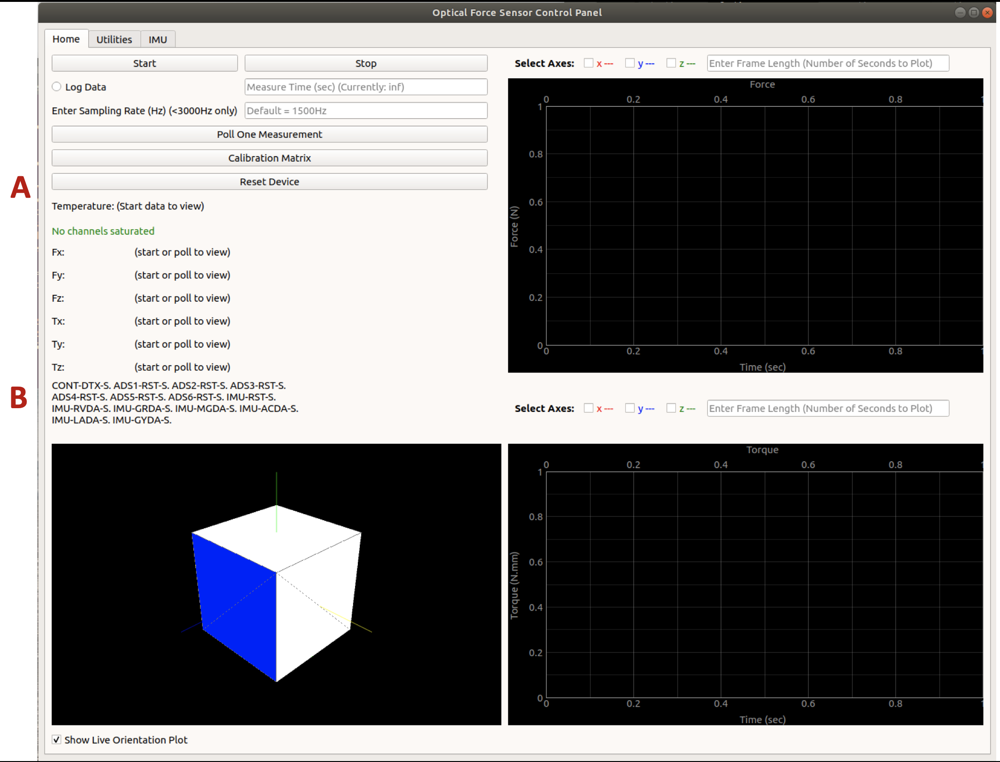 Optical Force Sensor Control Panel
Home Utilities IMU
Start Stop
Log Data Measure Time (sec) (Currently: inf)
Enter Sampling Rate (Hz) (<3000Hz only) Default = 1500Hz
Poll One Measurement
Calibration Matrix
Reset Device
A
Temperature: (Start data to view)
No channels saturated
Fx: (start or poll to view)
Fy: (start or poll to view)
Fz: (start or poll to view)
Tx: (start or poll to view)
Ty: (start or poll to view)
Tz: (start or poll to view)
B
CONT-DTX-S. ADS1-RST-S. ADS2-RST-S. ADS3-RST-S.
ADS4-RST-S. ADS5-RST-S. ADS6-RST-S. IMU-RST-S.
IMU-RVDA-S. IMU-GRDA-S. IMU-MGDA-S. IMU-ACDA-S.
IMU-LADA-S. IMU-GYDA-S.
Show Live Orientation Plot
Select Axes: x --- y --- z --- Enter Frame Length (Number of Seconds to Plot)
Force
0 0.2 0.4 0.6 0.8 1
1
0.8
0.6
0.4
0.2
0
Force (N)
0 0.2 0.4 0.6 0.8 1
Time (sec)
Select Axes: x --- y --- z --- Enter Frame Length (Number of Seconds to Plot)
Torque
0 0.2 0.4 0.6 0.8 1
1
0.8
0.6
0.4
0.2
0
Torque (N.mm)
0 0.2 0.4 0.6 0.8 1
Time (sec)